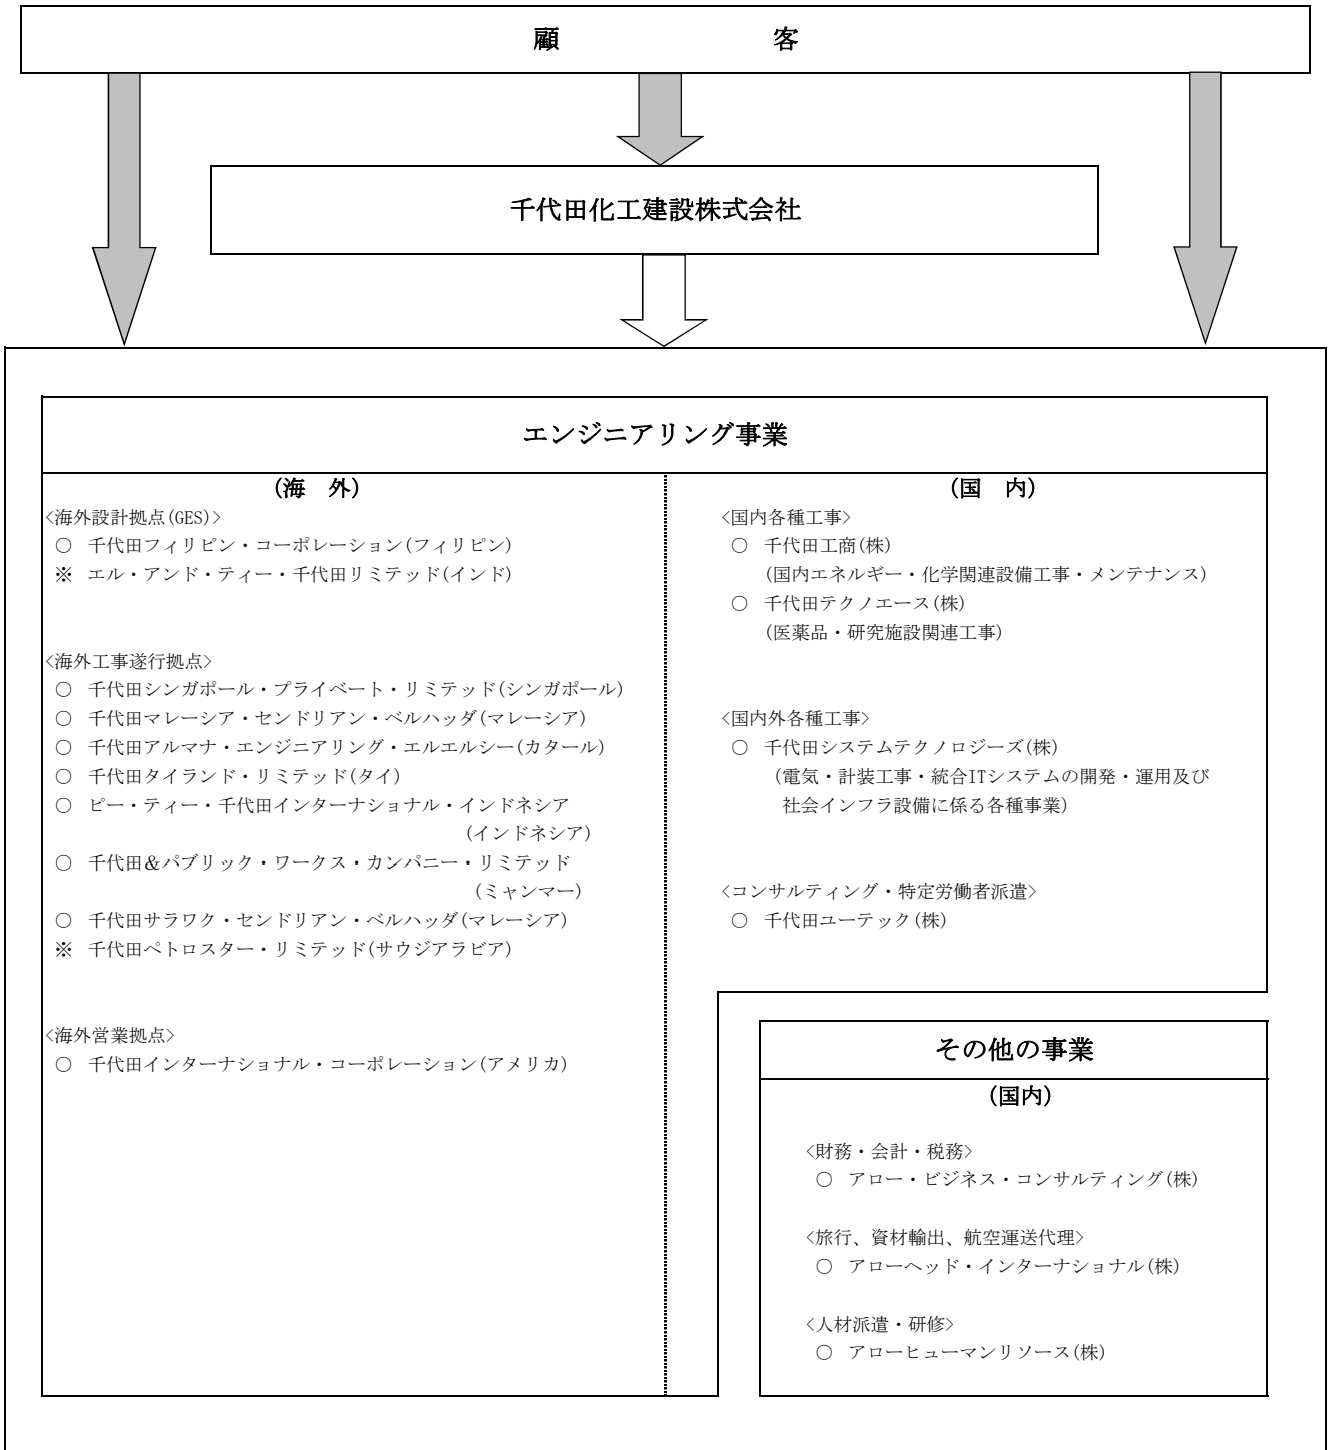 顧　　　　　客
千代田化工建設株式会社
エンジニアリング事業
(海　外)
<海外設計拠点(GES)>
○ 千代田フィリピン・コーポレーション(フィリピン)
※ エル・アンド・ティー・千代田リミテッド(インド)
<海外工事遂行拠点>
○ 千代田シンガポール・プライベート・リミテッド(シンガポール)
○ 千代田マレーシア・センドリアン・ベルハッダ(マレーシア)
○ 千代田アルマナ・エンジニアリング・エルエルシー(カタール)
○ 千代田タイランド・リミテッド(タイ)
○ ピー・ティー・千代田インターナショナル・インドネシア
(インドネシア)
○ 千代田&パブリック・ワークス・カンパニー・リミテッド
(ミャンマー)
○ 千代田サラワク・センドリアン・ベルハッダ(マレーシア)
※ 千代田ペトロスター・リミテッド(サウジアラビア)
<海外営業拠点>
○ 千代田インターナショナル・コーポレーション(アメリカ)
(国　内)
<国内各種工事>
○ 千代田工商(株)
(国内エネルギー・化学関連設備工事・メンテナンス)
○ 千代田テクノエース(株)
(医薬品・研究施設関連工事)
<国内外各種工事>
○ 千代田システムテクノロジーズ(株)
(電気・計装工事・統合ITシステムの開発・運用及び
社会インフラ設備に係る各種事業)
<コンサルティング・特定労働者派遣>
○ 千代田ユーテック(株)
その他の事業
(国内)
<財務・会計・税務>
○ アロー・ビジネス・コンサルティング(株)
<旅行、資材輸出、航空運送代理>
○ アローヘッド・インターナショナル(株)
<人材派遣・研修>
○ アローヒューマンリソース(株)